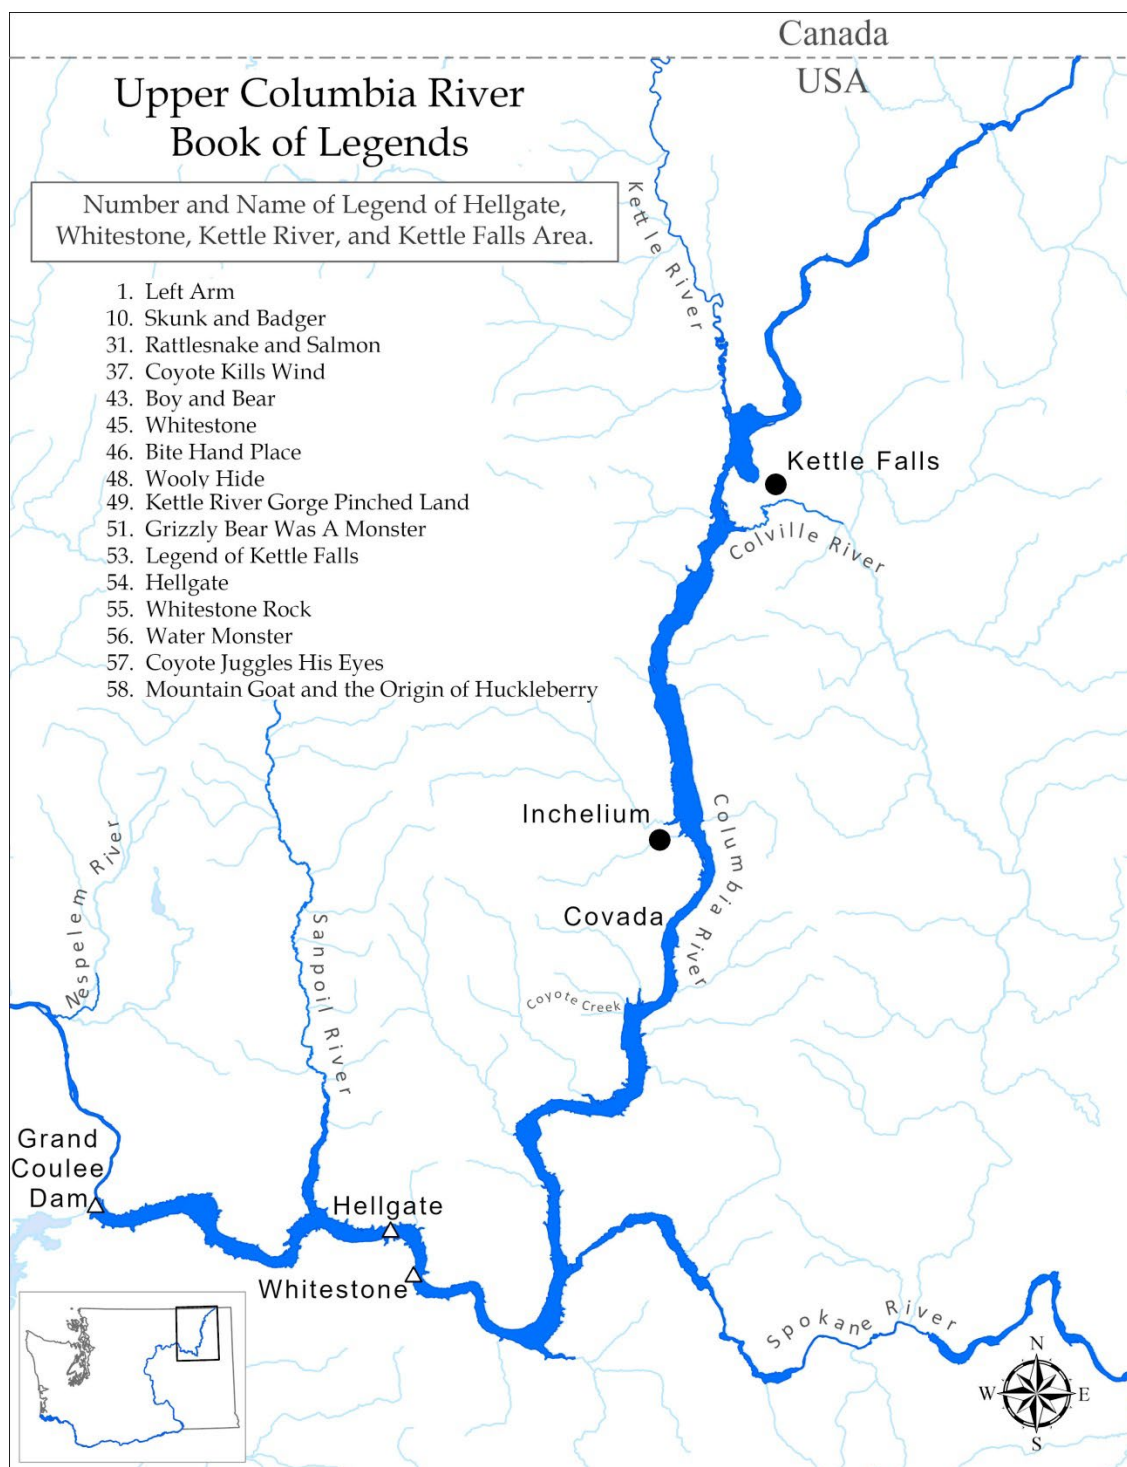 Canada
USA
Upper Columbia River
Book of Legends
Number and Name of Legend of Hellgate,
Whitestone, Kettle River, and Kettle Falls Area.
1. Left Arm
10. Skunk and Badger
31. Rattlesnake and Salmon
37. Coyote Kills Wind
43. Boy and Bear
45. Whitestone
46. Bite Hand Place
48. Wooly Hide
49. Kettle River Gorge Pinched Land
51. Grizzly Bear Was A Monster
53. Legend of Kettle Falls
54. Hellgate
55. Whitestone Rock
56. Water Monster
57. Coyote Juggles His Eyes
58. Mountain Goat and the Origin of Huckleberry
Kettle River
Kettle Falls
Colville River
Inchelium
Columbia River
Covada
Nespelem River
Sanpoil River
Coyote Creek
Grand
Coulee
Dam
Hellgate
Whitestone
Spokane River
N
W
E
S